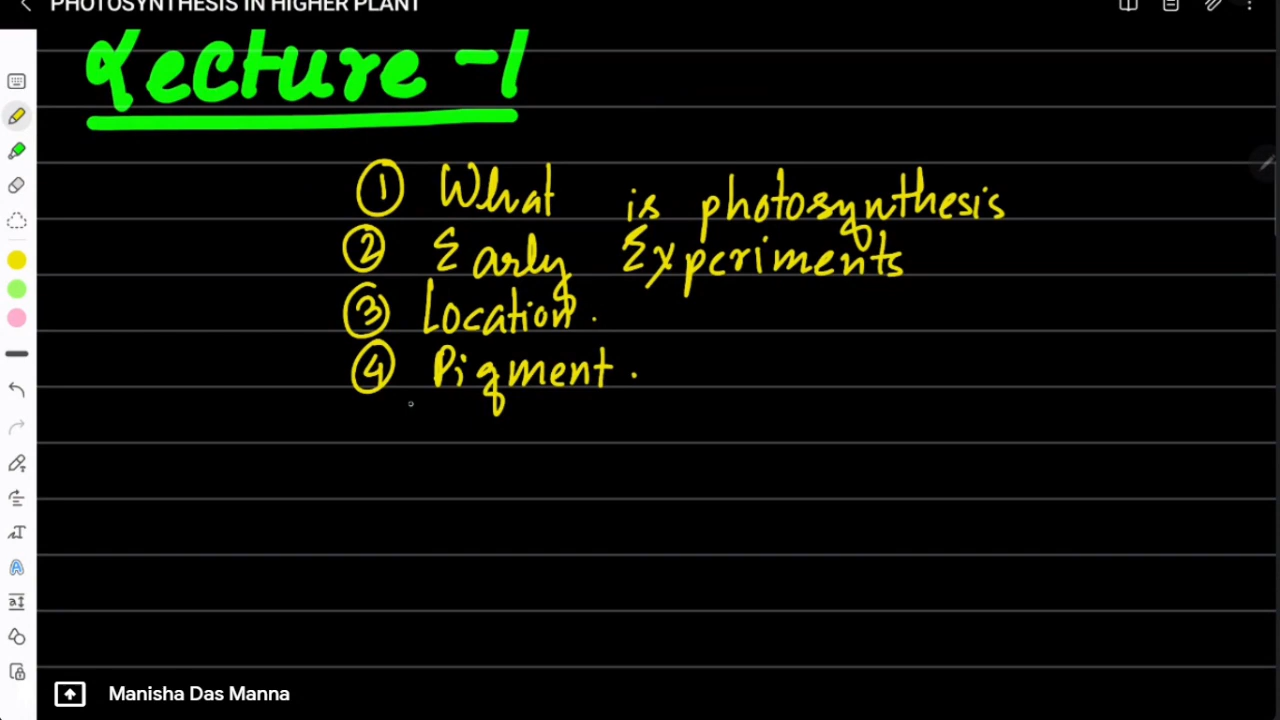 PHOTOSYNTHESIS IN HIGHER PLANT
Lecture -1
① What is photosynthesis
② Early Experiments
③ Location.
④ Pigment.
Manisha Das Manna